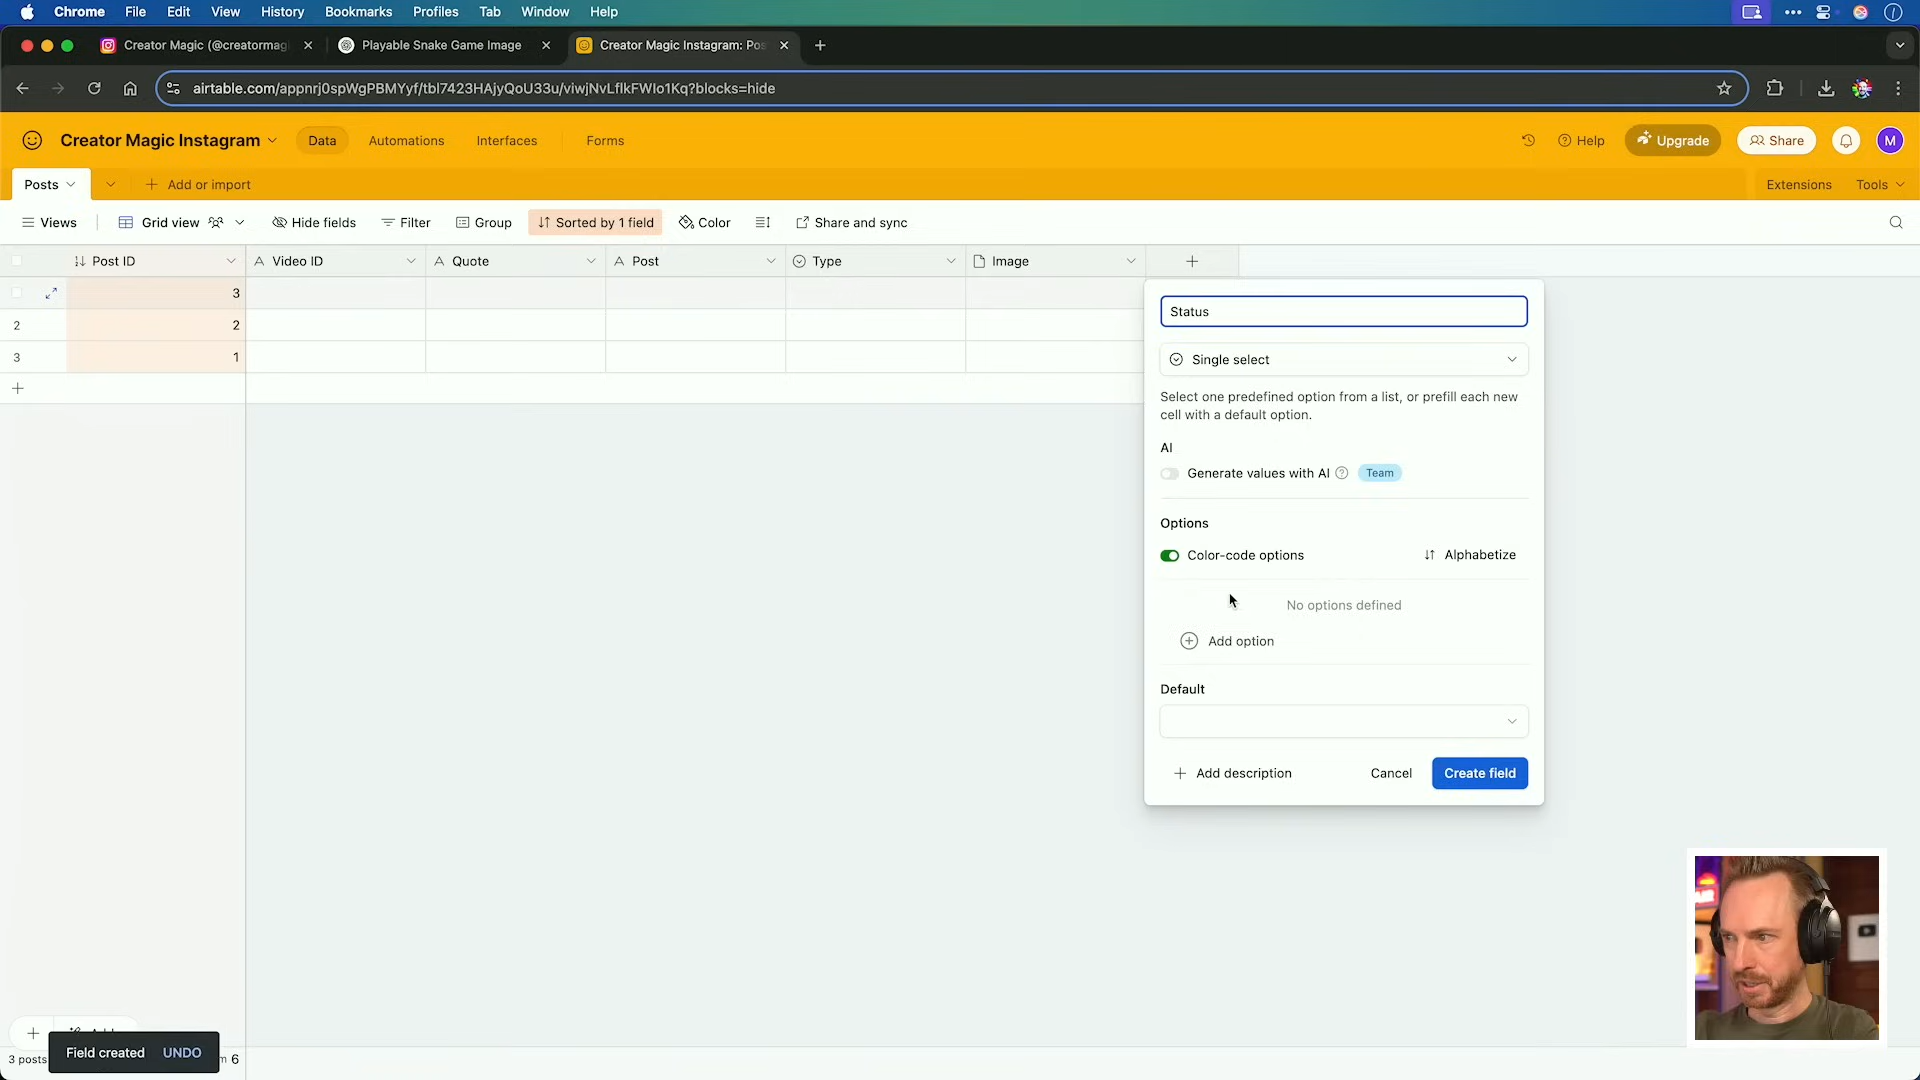 Chrome File Edit View History Bookmarks Profiles Tab Window Help
Creator Magic (@creatormag
Playable Snake Game Image
Creator Magic Instagram: Pos
airtable.com/appnrj0spWgPBMYyf/tbl7423HAjyQoU33u/viwjNvLflkFWIo1Kq?blocks=hide
Creator Magic Instagram Data Automations Interfaces Forms Help Upgrade Share M
Posts Add or import Extensions Tools
Views Grid view Hide fields Filter Group Sorted by 1 field Color Share and sync
Post ID Video ID Quote Post Type Image
3
2 2
3 1
Status
Single select
Select one predefined option from a list, or prefill each new
cell with a default option.
AI
Generate values with AI Team
Options
Color-code options Alphabetize
No options defined
Add option
Default
Add description Cancel Create field
Field created UNDO
3 posts 6